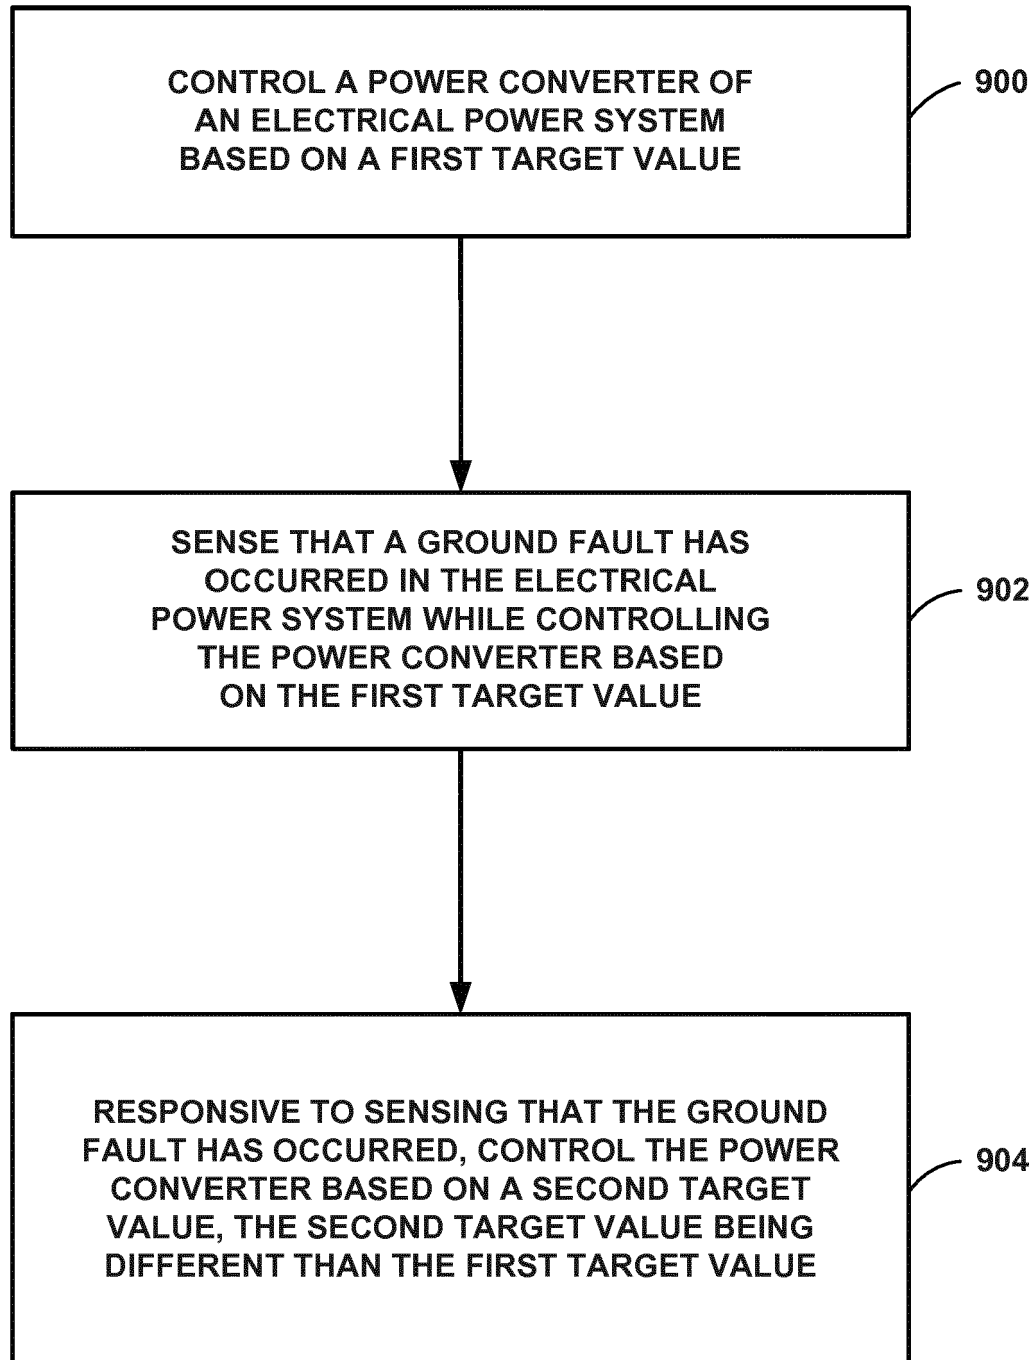 CONTROL A POWER CONVERTER OF
AN ELECTRICAL POWER SYSTEM
BASED ON A FIRST TARGET VALUE
900
SENSE THAT A GROUND FAULT HAS
OCCURRED IN THE ELECTRICAL
POWER SYSTEM WHILE CONTROLLING
THE POWER CONVERTER BASED
ON THE FIRST TARGET VALUE
902
RESPONSIVE TO SENSING THAT THE GROUND
FAULT HAS OCCURRED, CONTROL THE POWER
CONVERTER BASED ON A SECOND TARGET
VALUE, THE SECOND TARGET VALUE BEING
DIFFERENT THAN THE FIRST TARGET VALUE
904